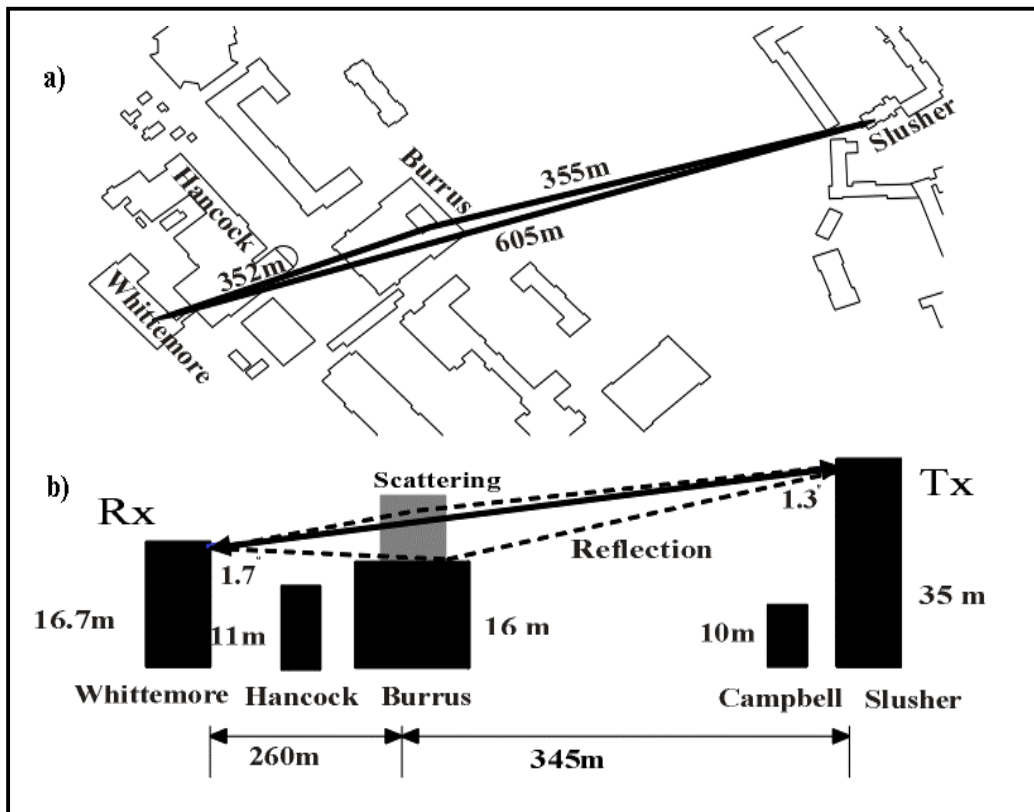 a)
Slusher
Burrus
355m
Hancock
605m
352m
Whittemore
b)
Scattering
Rx
Tx
1.3°
Reflection
1.7°
16.7m
11m
16 m
10m
35 m
Whittemore Hancock Burrus Campbell Slusher
260m
345m